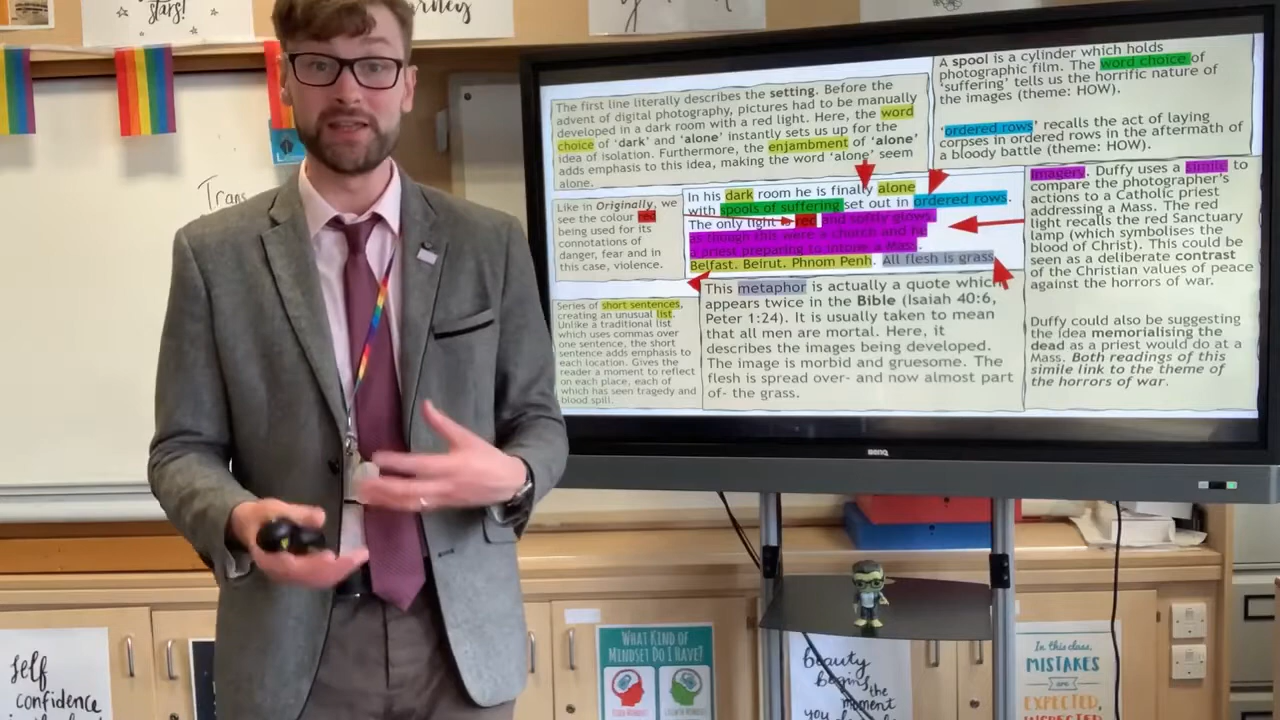 stars!
rney
Trans
The first line literally describes the setting. Before the
advent of digital photography, pictures had to be manually
developed in a dark room with a red light. Here, the word
choice of 'dark' and 'alone' instantly sets us up for the
idea of isolation. Furthermore, the enjambment of 'alone'
adds emphasis to this idea, making the word 'alone' seem
alone.
A spool is a cylinder which holds
photographic film. The word choice of
'suffering' tells us the horrific nature of
the images (theme: HOW).
'ordered rows' recalls the act of laying
corpses in ordered rows in the aftermath of
a bloody battle (theme: HOW).
Like in Originally, we
see the colour red
being used for its
connotations of
danger, fear and in
this case, violence.
In his dark room he is finally alone
with spools of suffering set out in ordered rows.
The only light is red and softly glows,
as though this were a church and he
a priest preparing to intone a Mass.
Belfast. Beirut. Phnom Penh. All flesh is grass.
Imagery. Duffy uses a simile to
compare the photographer's
actions to a Catholic priest
addressing a Mass. The red
light recalls the red Sanctuary
lamp (which symbolises the
blood of Christ). This could be
seen as a deliberate contrast
of the Christian values of peace
against the horrors of war.
Duffy could also be suggesting
the idea memorialising the
dead as a priest would do at a
Mass. Both readings of this
simile link to the theme of
the horrors of war.
Series of short sentences,
creating an unusual list.
Unlike a traditional list
which uses commas over
one sentence, the short
sentence adds emphasis to
each location. Gives the
reader a moment to reflect
on each place, each of
which has seen tragedy and
blood spill.
This metaphor is actually a quote which
appears twice in the Bible (Isaiah 40:6,
Peter 1:24). It is usually taken to mean
that all men are mortal. Here, it
describes the images being developed.
The image is morbid and gruesome. The
flesh is spread over- and now almost part
of- the grass.
BenQ
self
confidence
WHAT KIND OF
MINDSET DO I HAVE?
beauty
begins
the
moment
you
In this class,
MISTAKES
are
EXPECTED,
INSPECTED